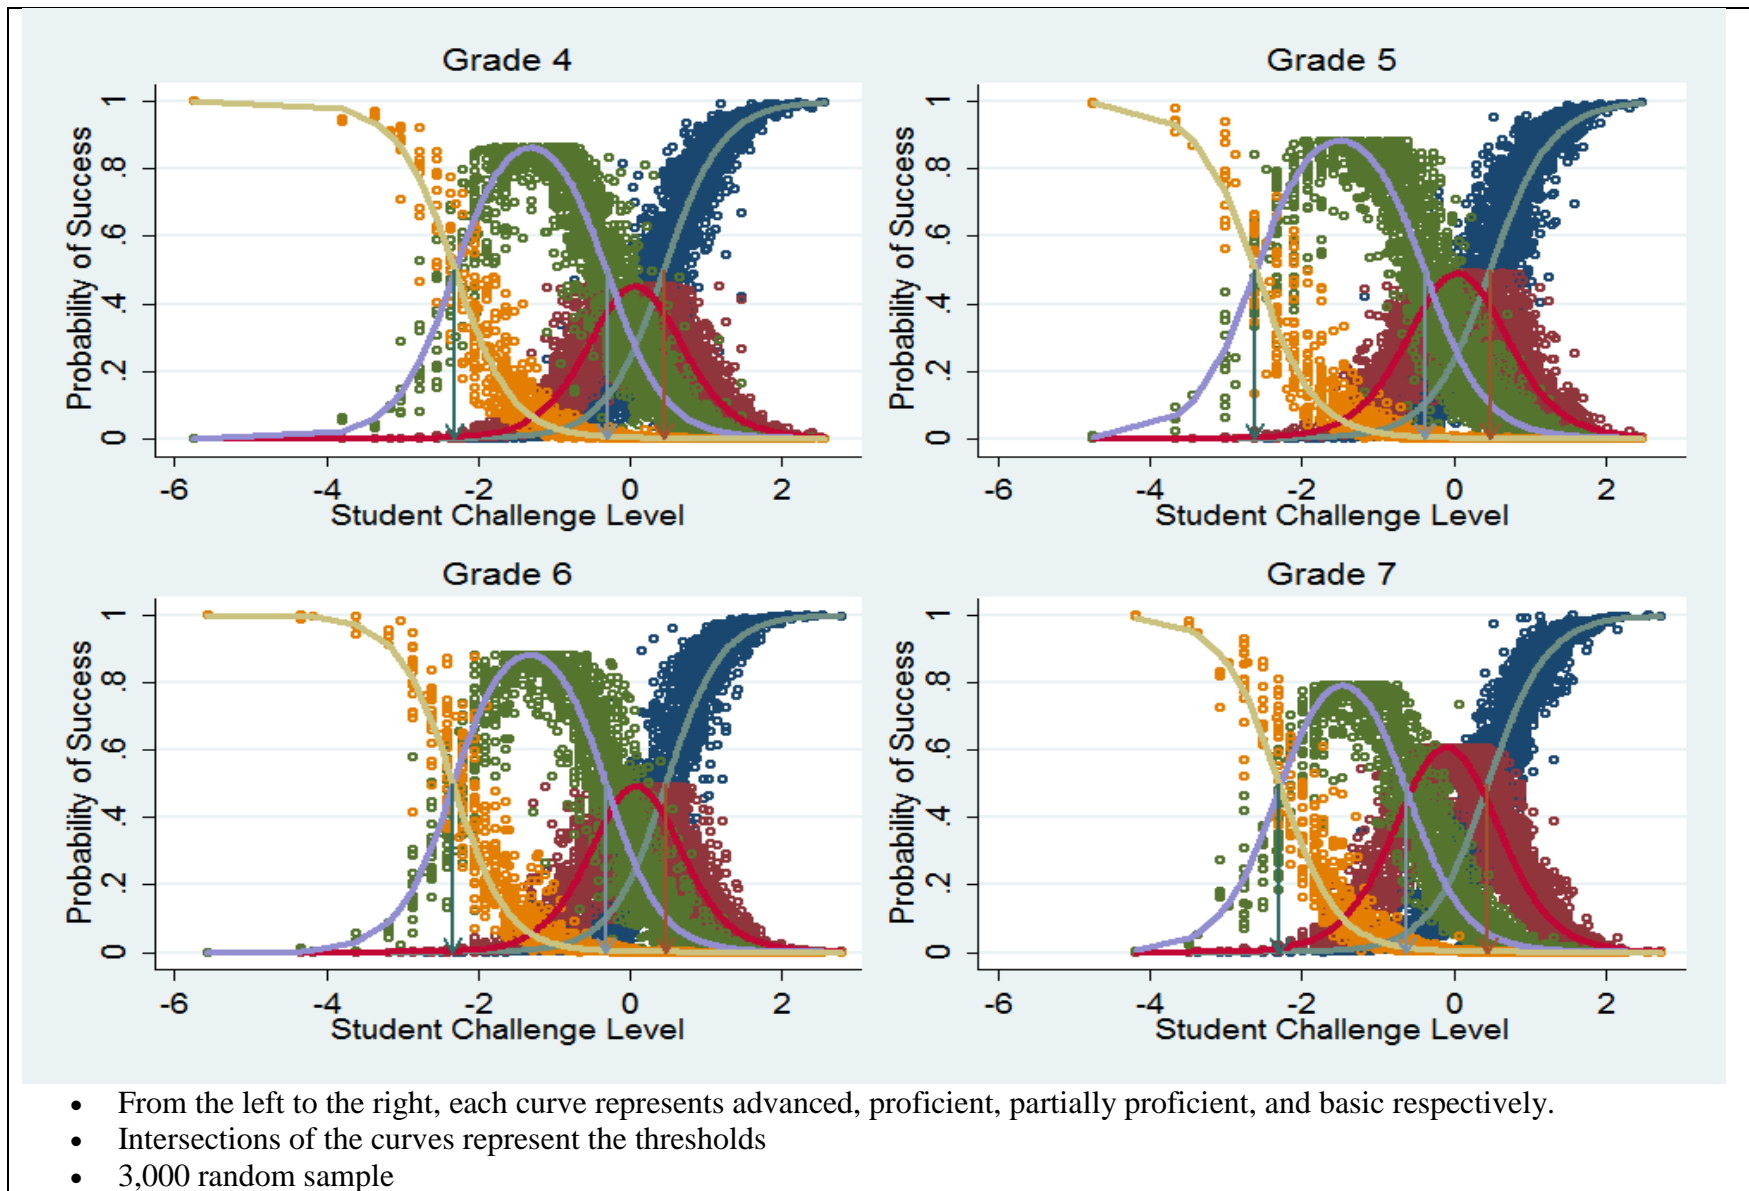 Grade 4
Probability of Success
1
.8
.6
.4
.2
0
-6 -4 -2 0 2
Student Challenge Level
Grade 5
Probability of Success
1
.8
.6
.4
.2
0
-6 -4 -2 0 2
Student Challenge Level
Grade 6
Probability of Success
1
.8
.6
.4
.2
0
-6 -4 -2 0 2
Student Challenge Level
Grade 7
Probability of Success
1
.8
.6
.4
.2
0
-6 -4 -2 0 2
Student Challenge Level
• From the left to the right, each curve represents advanced, proficient, partially proficient, and basic respectively.
• Intersections of the curves represent the thresholds
• 3,000 random sample